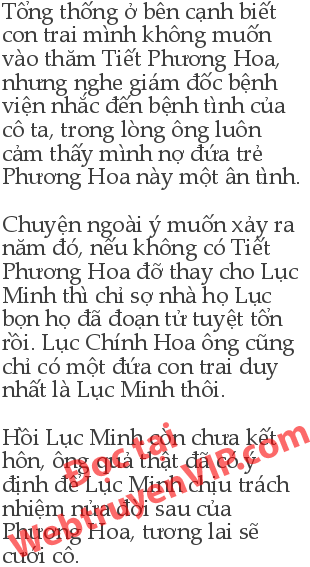 Tổng thống ở bên cạnh biết
con trai mình không muốn
vào thăm Tiết Phương Hoa,
nhưng nghe giám đốc bệnh
viện nhắc đến bệnh tình của
cô ta, trong lòng ông luôn
cảm thấy mình nợ đứa trẻ
Phương Hoa này một ân tình.
Chuyện ngoài ý muốn xảy ra
năm đó, nếu không có Tiết
Phương Hoa đỡ thay cho Lục
Minh thì chỉ sợ nhà họ Lục
bọn họ đã đoạn tử tuyệt tổn
rồi. Lục Chính Hoa ông cũng
chỉ có một đứa con trai duy
nhất là Lục Minh thôi.
Hồi Lục Minh còn chưa kết
hôn, ông quả thật đã có ý
định để Lục Minh chịu trách
nhiệm nửa đời sau của
Phương Hoa, tương lai sẽ
cưới cô.
Đọc tại
WebtruyenVIP.com